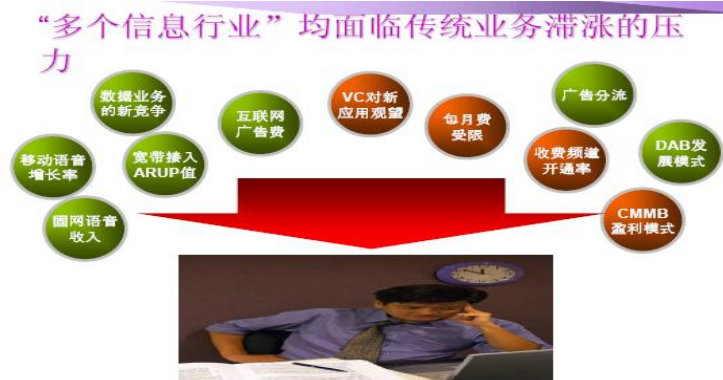 “多个信息行业”均面临传统业务滞涨的压
力
数据业务
的新竞争
互联网
广告费
VC对新
应用观望
包月费
受限
广告分流
移动语音
增长率
宽带接入
ARUP值
收费频道
开通率
DAB发
展模式
固网语音
收入
CMMB
盈利模式